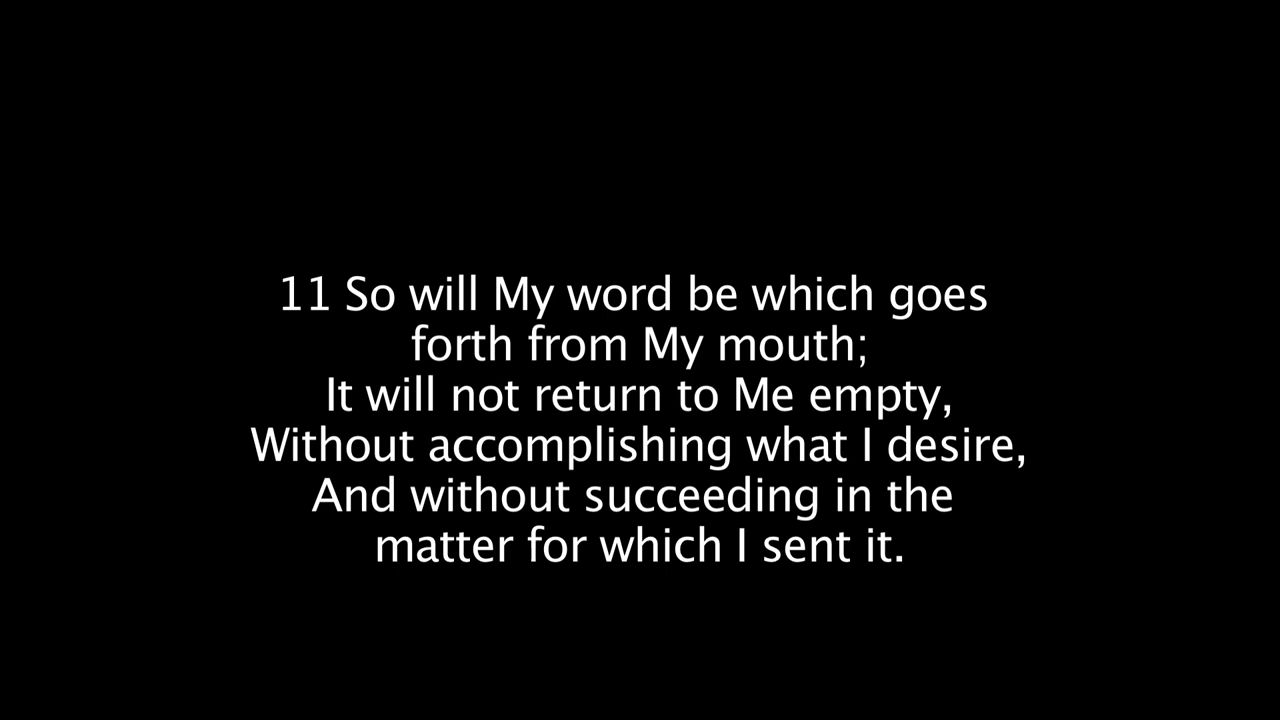 11 So will My word be which goes
forth from My mouth;
It will not return to Me empty,
Without accomplishing what I desire,
And without succeeding in the
matter for which I sent it.